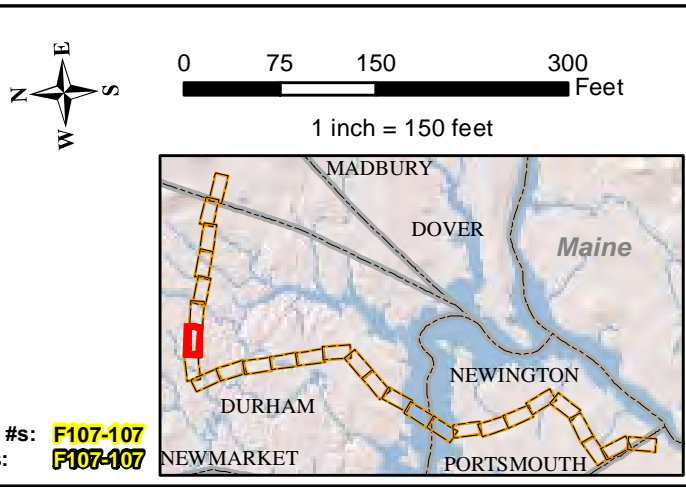 E
N S
W
0 75 150 300
Feet
1 inch = 150 feet
MADBURY
DOVER
Maine
NEWINGTON
DURHAM
#s: F107-107
s: F107-107
NEWMARKET
PORTSMOUTH